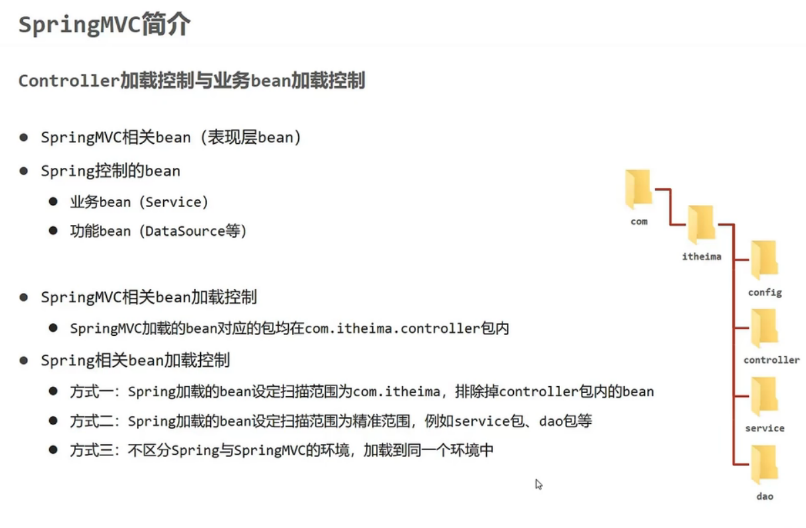 SpringMVC简介
Controller加载控制与业务bean加载控制
SpringMVC相关bean（表现层bean）
Spring控制的bean
业务bean（Service）
功能bean（DataSource等）
SpringMVC相关bean加载控制
SpringMVC加载的bean对应的包均在com.itheima.controller包内
Spring相关bean加载控制
方式一：Spring加载的bean设定扫描范围为com.itheima，排除掉controller包内的bean
方式二：Spring加载的bean设定扫描范围为精准范围，例如service包、dao包等
方式三：不区分Spring与SpringMVC的环境，加载到同一个环境中
com
itheima
config
controller
service
dao